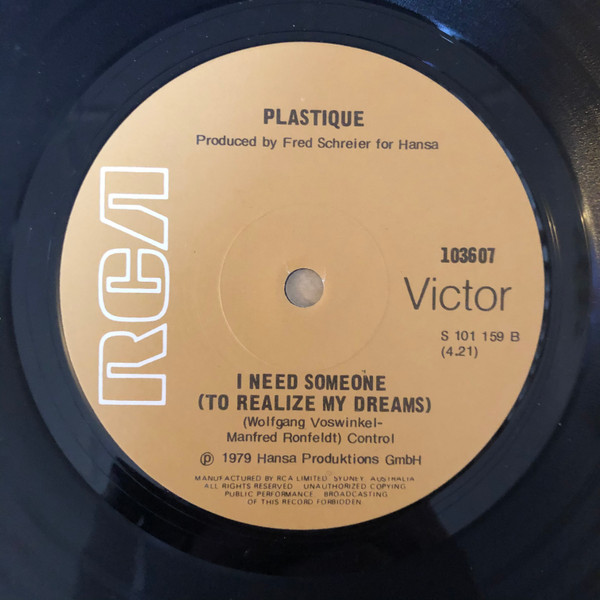 PLASTIQUE
Produced by Fred Schreier for Hansa
RCA
103607
Victor
S 101 159 B
(4.21)
I NEED SOMEONE
(TO REALIZE MY DREAMS)
(Wolfgang Voswinkel-
Manfred Ronfeldt) Control
℗ 1979 Hansa Produktions GmbH
MANUFACTURED BY RCA LIMITED, SYDNEY, AUSTRALIA
ALL RIGHTS RESERVED UNAUTHORIZED COPYING
PUBLIC PERFORMANCE BROADCASTING
OF THIS RECORD FORBIDDEN.